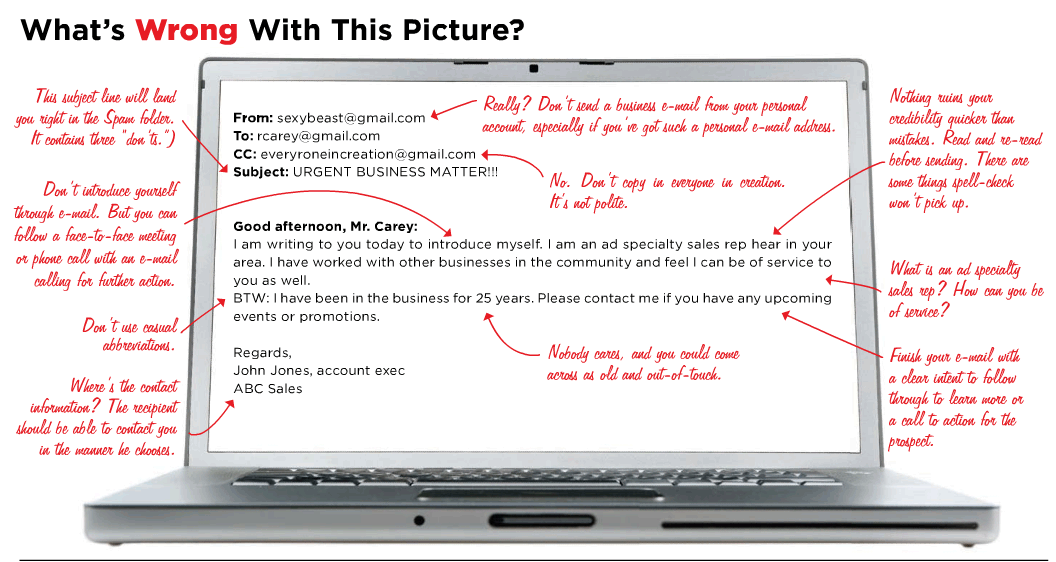 What's Wrong With This Picture?
This subject line will land
you right in the Spam folder.
It contains three "don'ts.")
Don't introduce yourself
through e-mail. But you can
follow a face-to-face meeting
or phone call with an e-mail
calling for further action.
Don't use casual
abbreviations.
Where's the contact
information? The recipient
should be able to contact you
in the manner he chooses.
From: sexybeast@gmail.com
To: rcarey@gmail.com
CC: everyroneincreation@gmail.com
Subject: URGENT BUSINESS MATTER!!!
Really? Don't send a business e-mail from your personal
account, especially if you've got such a personal e-mail address.
No. Don't copy in everyone in creation.
It's not polite.
Good afternoon, Mr. Carey:
I am writing to you today to introduce myself. I am an ad specialty sales rep hear in your
area. I have worked with other businesses in the community and feel I can be of service to
you as well.
BTW: I have been in the business for 25 years. Please contact me if you have any upcoming
events or promotions.
Regards,
John Jones, account exec
ABC Sales
Nobody cares, and you could come
across as old and out-of-touch.
Nothing ruins your
credibility quicker than
mistakes. Read and re-read
before sending. There are
some things spell-check
won't pick up.
What is an ad specialty
sales rep? How can you be
of service?
Finish your e-mail with
a clear intent to follow
through to learn more or
a call to action for the
prospect.